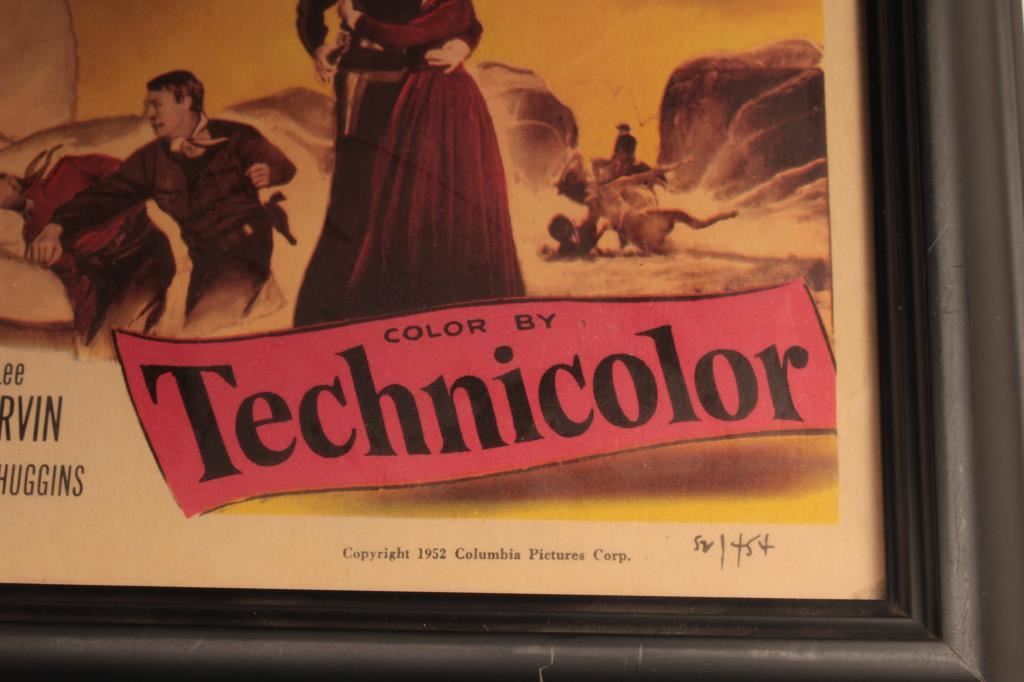 COLOR BY
Technicolor
Lee
RVIN
HUGGINS
Copyright 1952 Columbia Pictures Corp.
52/454